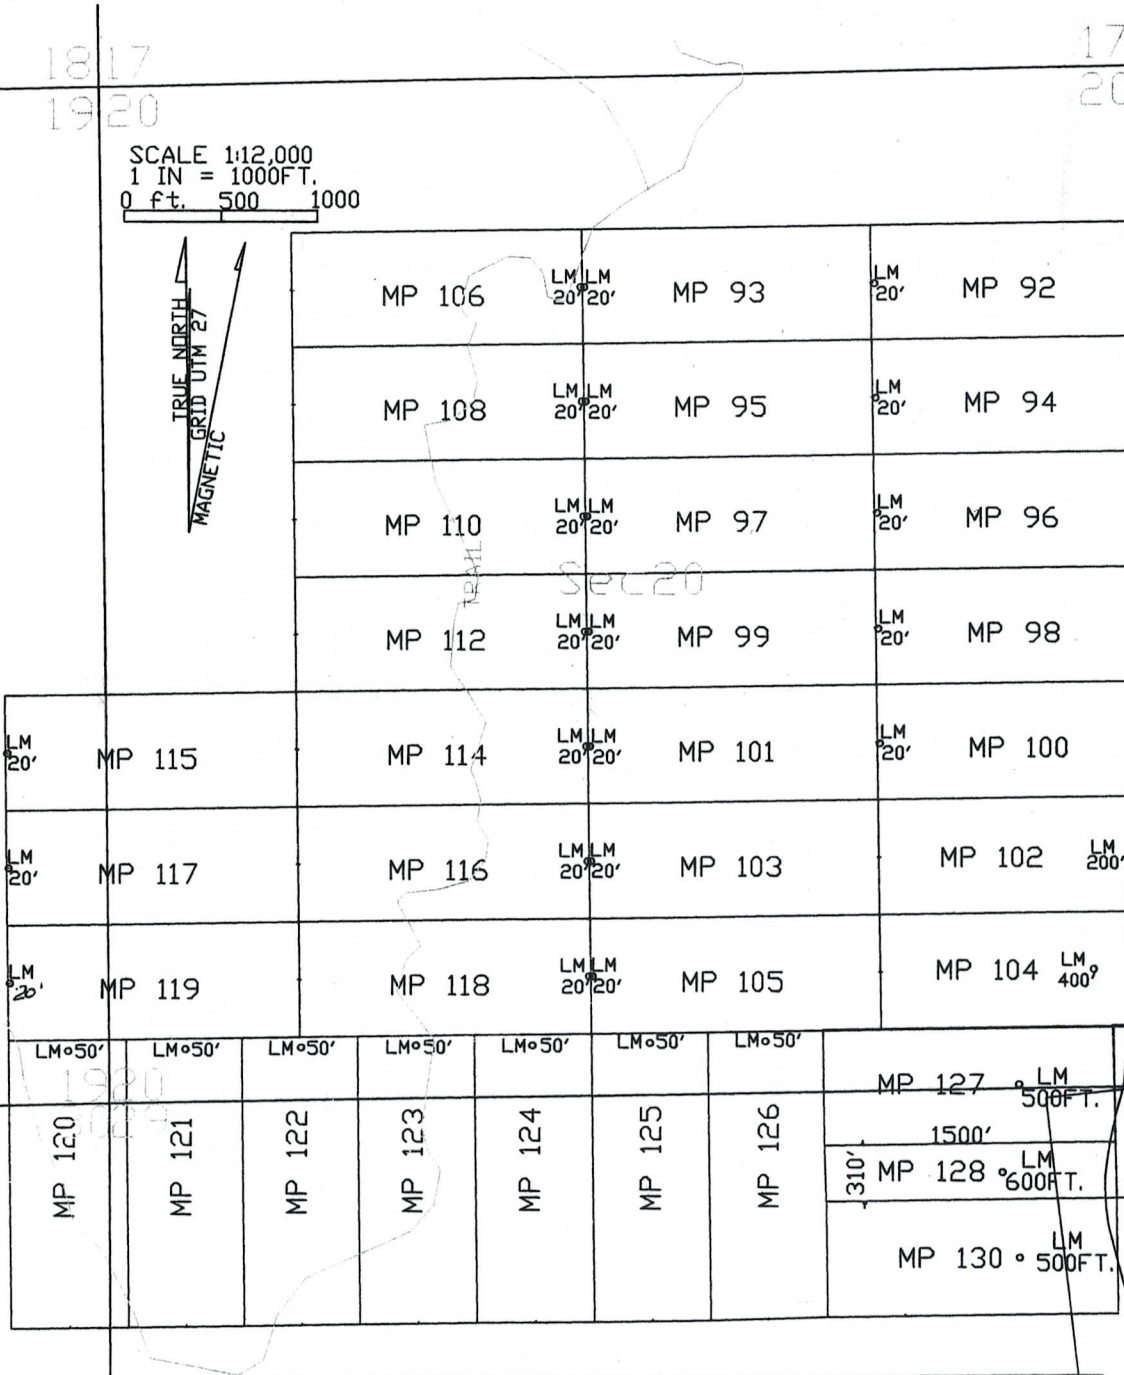 18 17
17
19 20
20
SCALE 1:12,000
1 IN = 1000FT.
0 ft. 500 1000
TRUE NORTH
GRID UTM 27
MAGNETIC
MP 106
LM LM
20' 20'
MP 93
LM
20'
MP 92
MP 108
LM LM
20' 20'
MP 95
LM
20'
MP 94
MP 110
LM LM
20' 20'
MP 97
LM
20'
MP 96
TRAIL
Sec 20
MP 112
LM LM
20' 20'
MP 99
LM
20'
MP 98
LM
20'
MP 115
MP 114
LM LM
20' 20'
MP 101
LM
20'
MP 100
LM
20'
MP 117
MP 116
LM LM
20' 20'
MP 103
MP 102
LM
200'
LM
20'
MP 119
MP 118
LM LM
20' 20'
MP 105
MP 104
LM
400'
LM 50'
LM 50'
LM 50'
LM 50'
LM 50'
LM 50'
LM 50'
19 20
30 29
MP 120
MP 121
MP 122
MP 123
MP 124
MP 125
MP 126
MP 127
LM
500FT.
1500'
310'
MP 128
LM
600FT.
MP 130
LM
500FT.